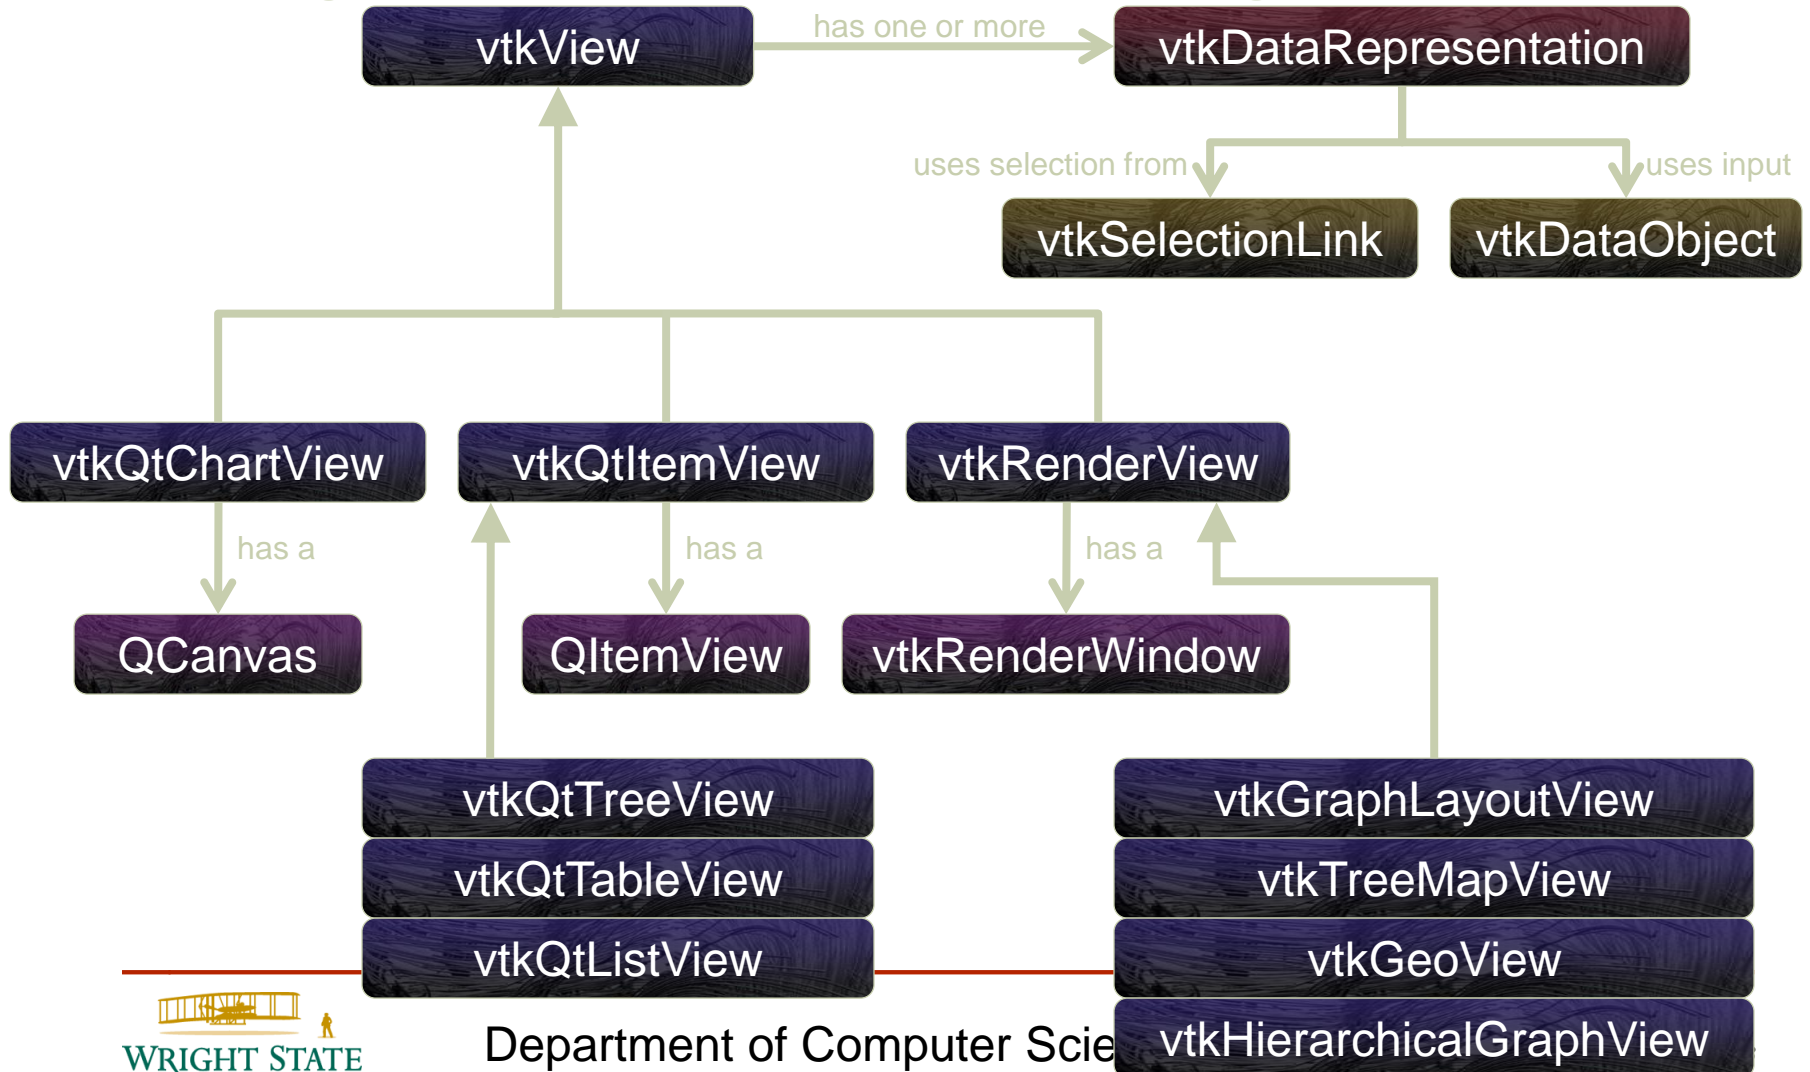 vtkView
has one or more
vtkDataRepresentation
uses selection from
uses input
vtkSelectionLink
vtkDataObject
vtkQtChartView
vtkQtItemView
vtkRenderView
has a
has a
has a
QCanvas
QItemView
vtkRenderWindow
vtkQtTreeView
vtkGraphLayoutView
vtkQtTableView
vtkTreeMapView
vtkQtListView
vtkGeoView
WRIGHT STATE
Department of Computer Scie
vtkHierarchicalGraphView